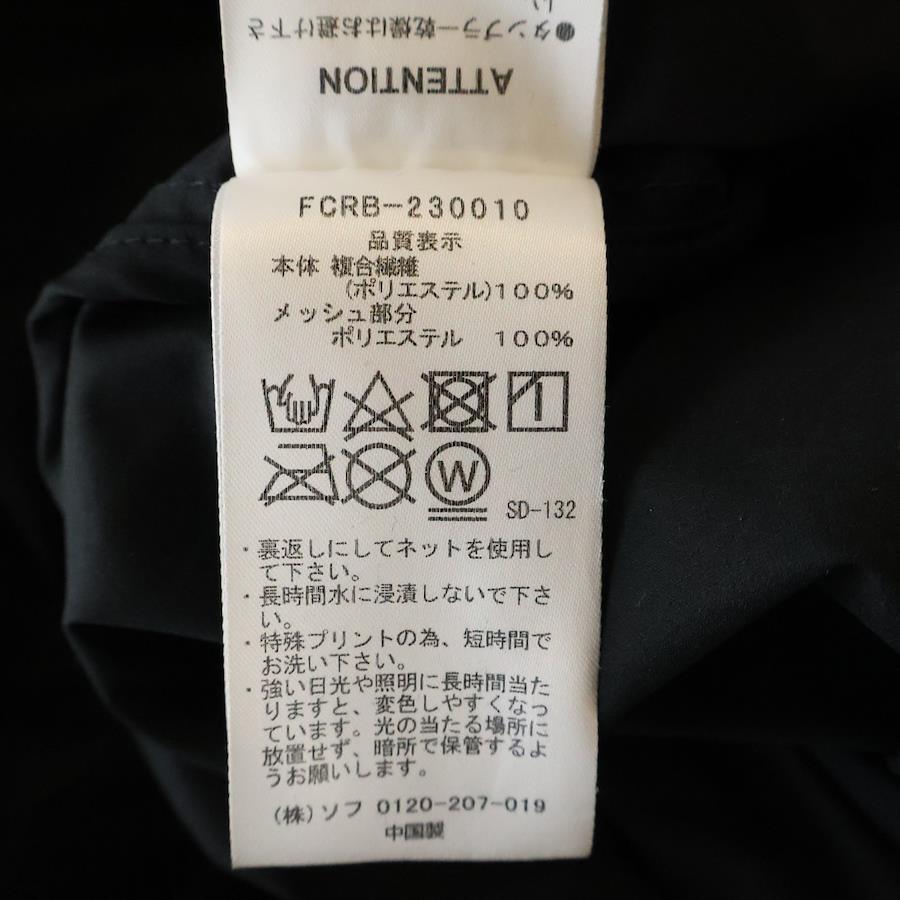 い
●タンブラー乾燥はお避け下さ
ATTENTION
FCRB-230010
品質表示
本体 複合繊維
(ポリエステル)100%
メッシュ部分
ポリエステル 100%
W
SD-132
・裏返しにしてネットを使用し
て下さい。
・長時間水に浸漬しないで下さ
い。
・特殊プリントの為、短時間で
お洗い下さい。
・強い日光や照明に長時間当た
りますと、変色しやすくなっ
ています。光の当たる場所に
放置せず、暗所で保管するよ
うお願いします。
(株)ソフ 0120-207-019
中国製